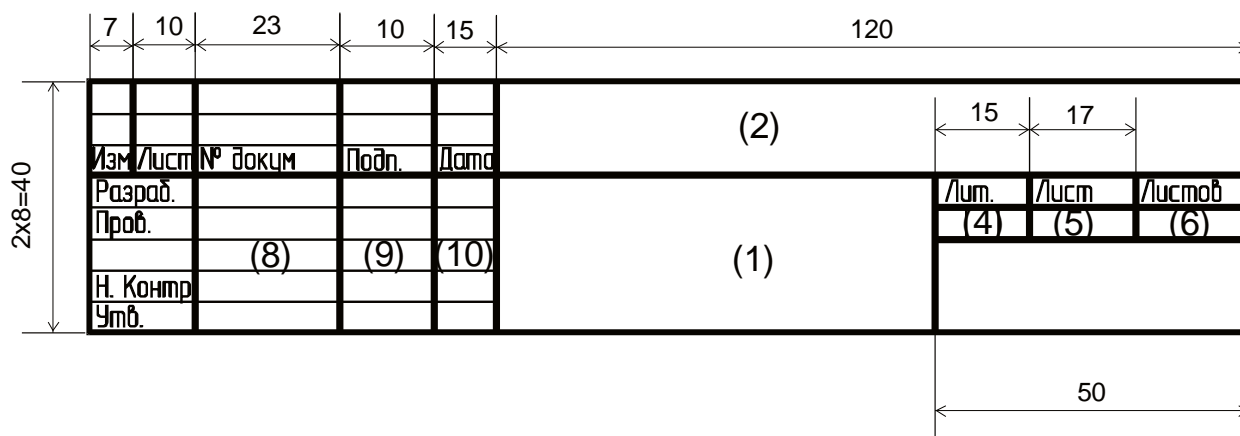 7 10 23 10 15 120
15 17
(2)
Изм Лист № докум Подп. Дата
2x8=40
Разраб. Лит. Лист Листов
Пров. (4) (5) (6)
(8) (9) (10) (1)
Н. Контр
Утв.
50